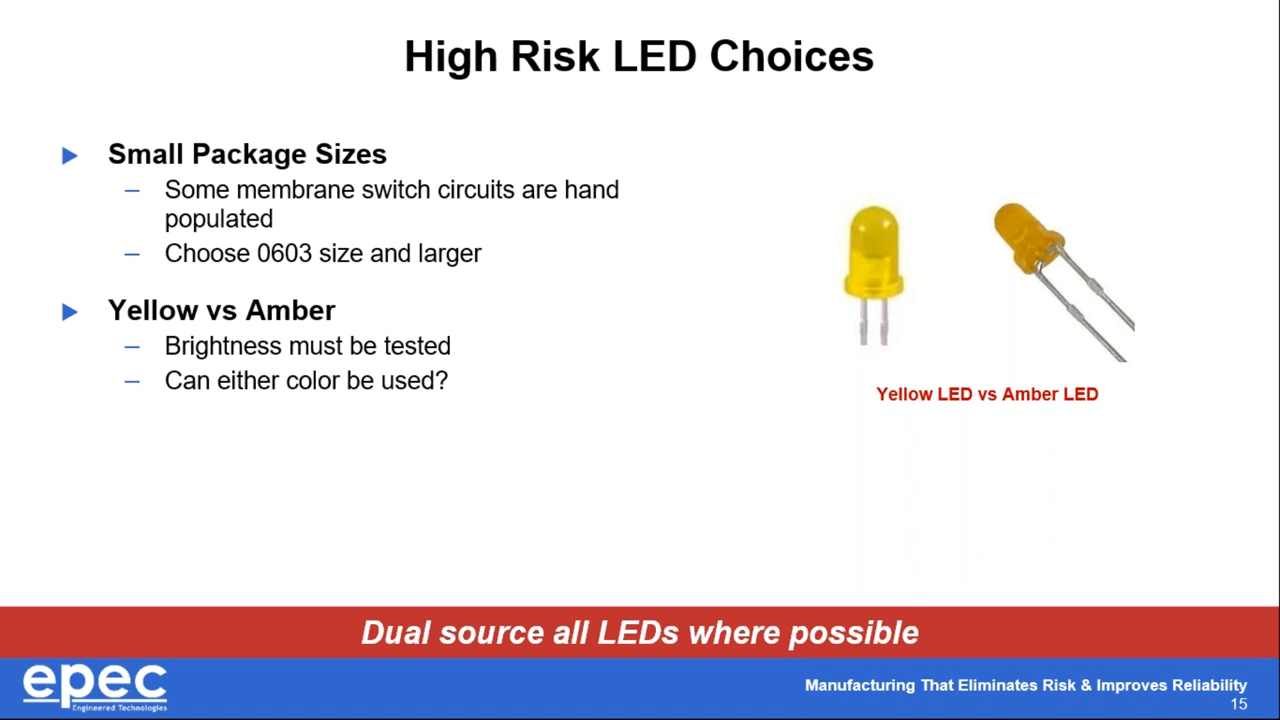 High Risk LED Choices
Small Package Sizes
– Some membrane switch circuits are hand
populated
– Choose 0603 size and larger
Yellow vs Amber
– Brightness must be tested
– Can either color be used?
Yellow LED vs Amber LED
Dual source all LEDs where possible
epec
Engineered Technologies
Manufacturing That Eliminates Risk & Improves Reliability
15